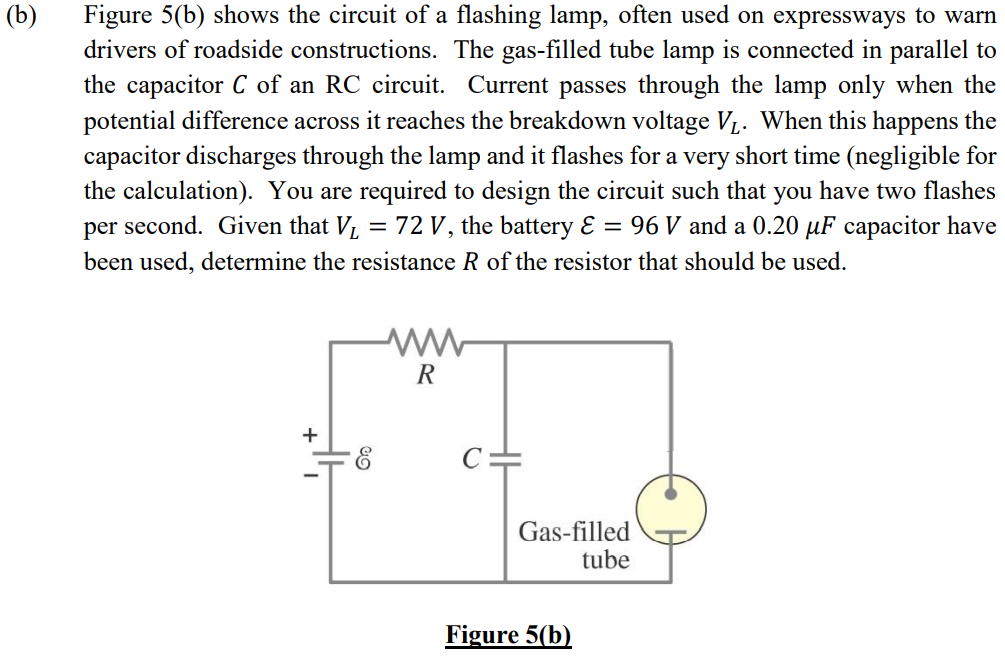 (b) Figure 5(b) shows the circuit of a flashing lamp, often used on expressways to warn
drivers of roadside constructions. The gas-filled tube lamp is connected in parallel to
the capacitor C of an RC circuit. Current passes through the lamp only when the
potential difference across it reaches the breakdown voltage V_L. When this happens the
capacitor discharges through the lamp and it flashes for a very short time (negligible for
the calculation). You are required to design the circuit such that you have two flashes
per second. Given that V_L = 72 V, the battery ℰ = 96 V and a 0.20 μF capacitor have
been used, determine the resistance R of the resistor that should be used.
R
+
ℰ
−
C
Gas-filled
tube
Figure 5(b)